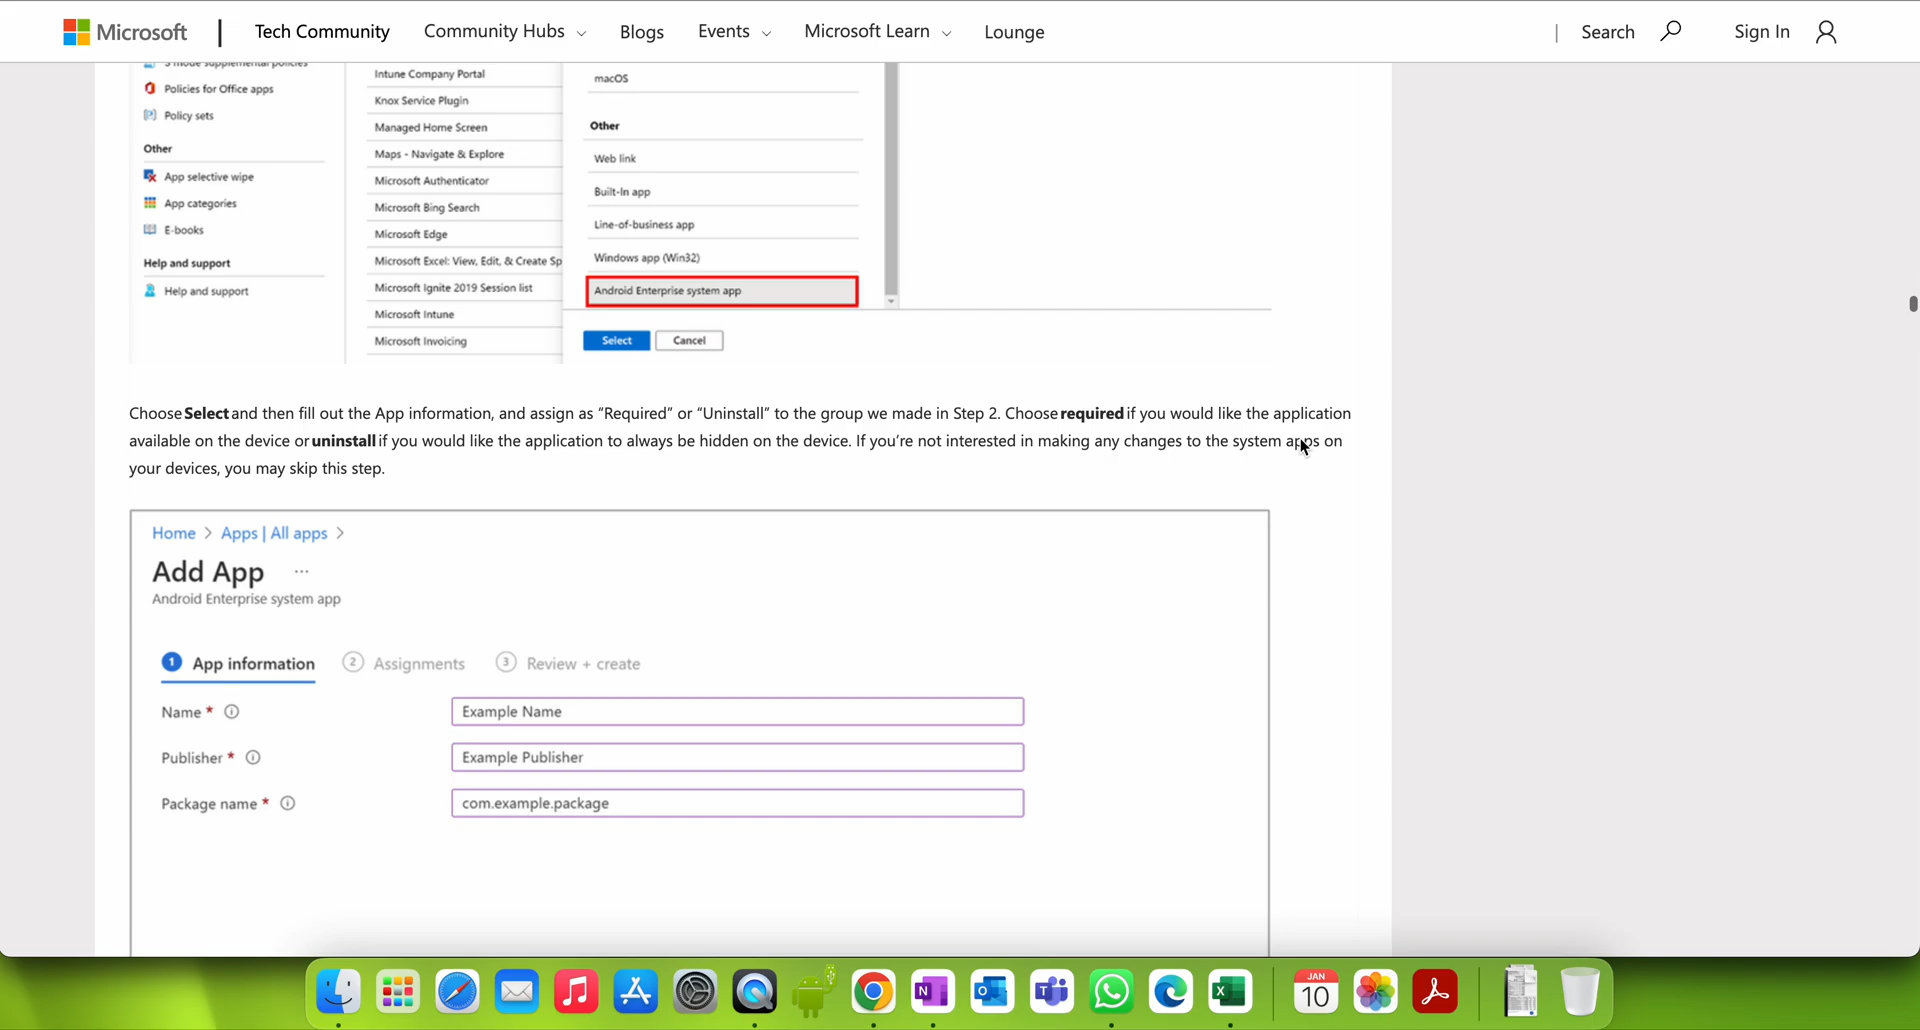 Microsoft
Tech Community
Community Hubs
Blogs
Events
Microsoft Learn
Lounge
Search
Sign In
S mode supplemental policies
Policies for Office apps
Policy sets
Other
App selective wipe
App categories
E-books
Help and support
Help and support
Intune Company Portal
Knox Service Plugin
Managed Home Screen
Maps - Navigate & Explore
Microsoft Authenticator
Microsoft Bing Search
Microsoft Edge
Microsoft Excel: View, Edit, & Create Sp
Microsoft Ignite 2019 Session list
Microsoft Intune
Microsoft Invoicing
macOS
Other
Web link
Built-In app
Line-of-business app
Windows app (Win32)
Android Enterprise system app
Select
Cancel
Choose Select and then fill out the App information, and assign as “Required” or “Uninstall” to the group we made in Step 2. Choose required if you would like the application
available on the device or uninstall if you would like the application to always be hidden on the device. If you’re not interested in making any changes to the system apps on
your devices, you may skip this step.
Home > Apps | All apps >
Add App ...
Android Enterprise system app
1 App information
2 Assignments
3 Review + create
Name *
Example Name
Publisher *
Example Publisher
Package name *
com.example.package
JAN
10